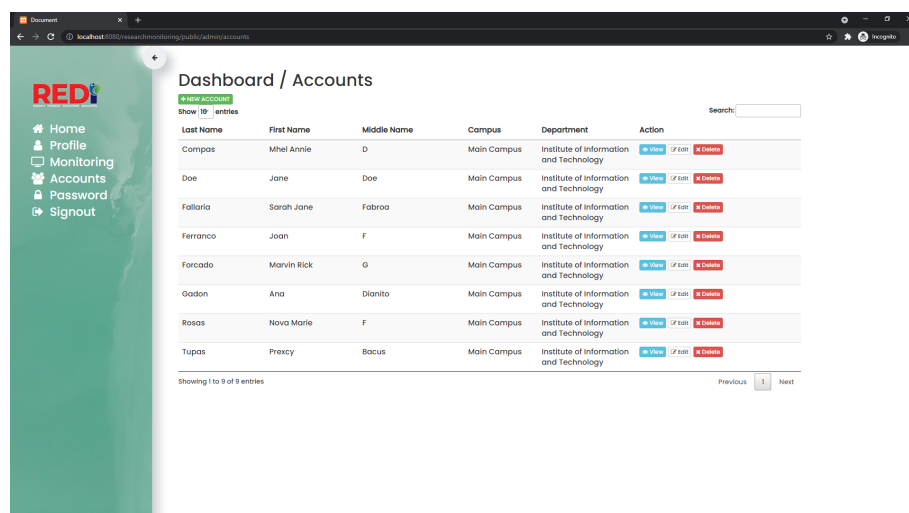 Document
localhost:8080/researchmonitoring/public/admin/accounts
Incognito
REDi
Home
Profile
Monitoring
Accounts
Password
Signout
Dashboard / Accounts
+NEW ACCOUNT
Show 10 entries
Search:
Last Name First Name Middle Name Campus Department Action
Compas Mhel Annie D Main Campus Institute of Information View Edit Delete
and Technology
Doe Jane Doe Main Campus Institute of Information View Edit Delete
and Technology
Fallaria Sarah Jane Fabroa Main Campus Institute of Information View Edit Delete
and Technology
Ferranco Joan F Main Campus Institute of Information View Edit Delete
and Technology
Forcado Marvin Rick G Main Campus Institute of Information View Edit Delete
and Technology
Gadon Ana Dianito Main Campus Institute of Information View Edit Delete
and Technology
Rosas Nova Marie F Main Campus Institute of Information View Edit Delete
and Technology
Tupas Prexcy Bacus Main Campus Institute of Information View Edit Delete
and Technology
Showing 1 to 9 of 9 entries
Previous 1 Next